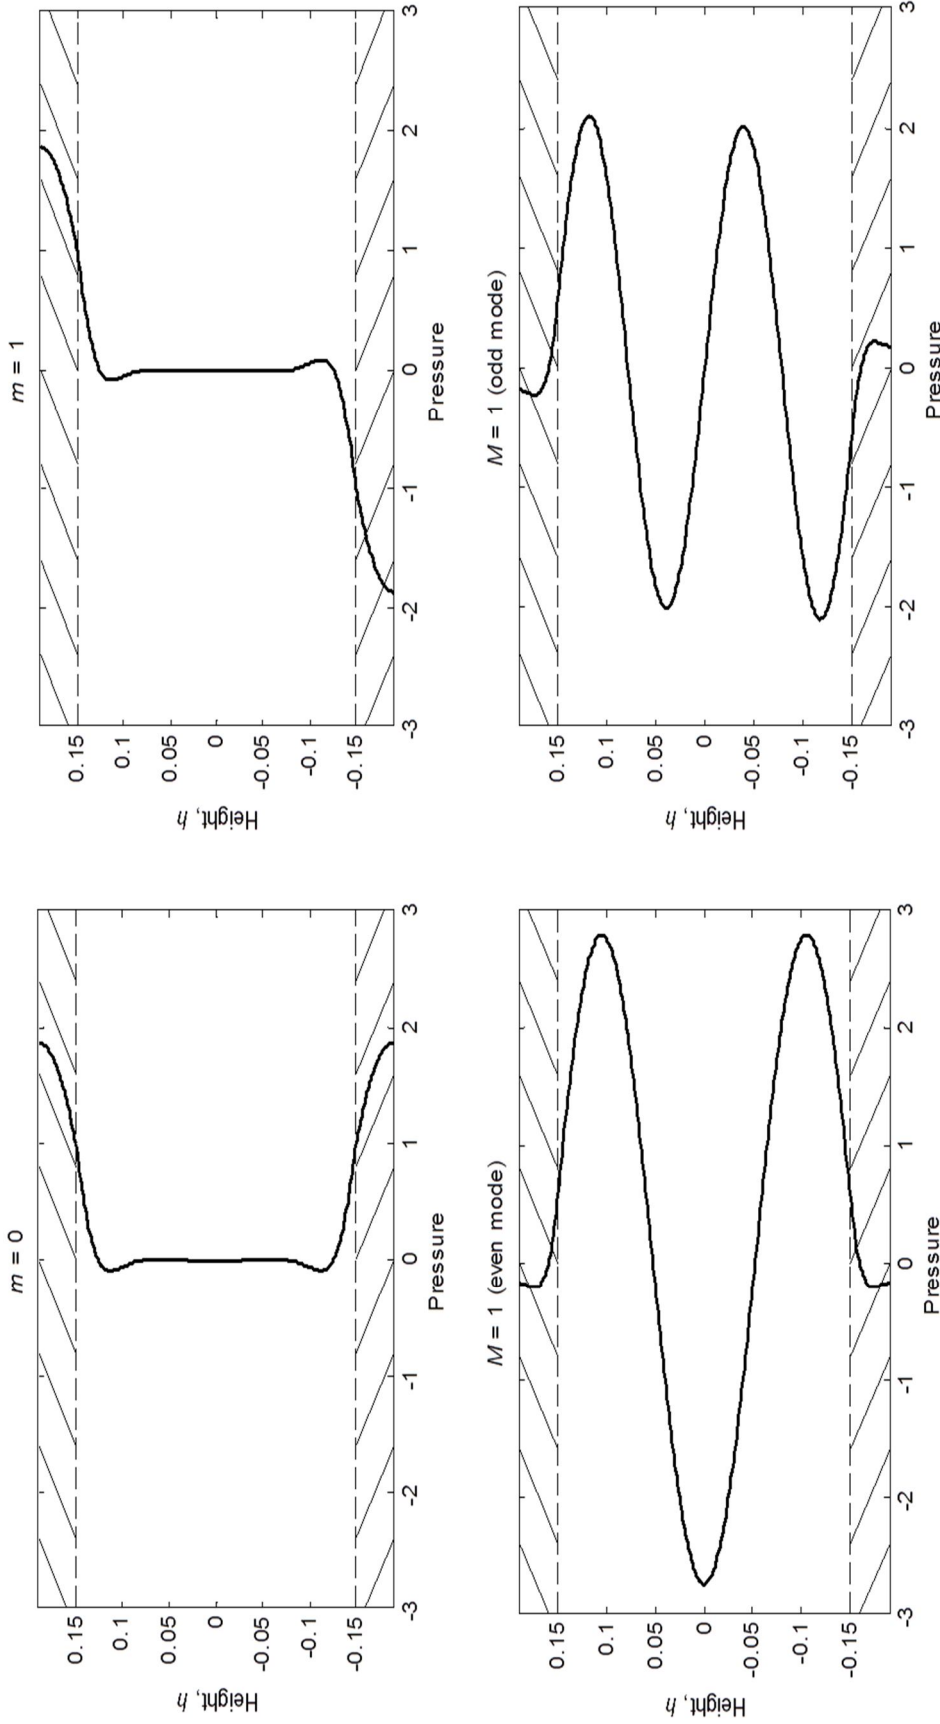 m = 0
Height, h
0.15
0.1
0.05
0
-0.05
-0.1
-0.15
-3 -2 -1 0 1 2 3
Pressure
m = 1
Height, h
0.15
0.1
0.05
0
-0.05
-0.1
-0.15
-3 -2 -1 0 1 2 3
Pressure
M = 1 (even mode)
Height, h
0.15
0.1
0.05
0
-0.05
-0.1
-0.15
-3 -2 -1 0 1 2 3
Pressure
M = 1 (odd mode)
Height, h
0.15
0.1
0.05
0
-0.05
-0.1
-0.15
-3 -2 -1 0 1 2 3
Pressure